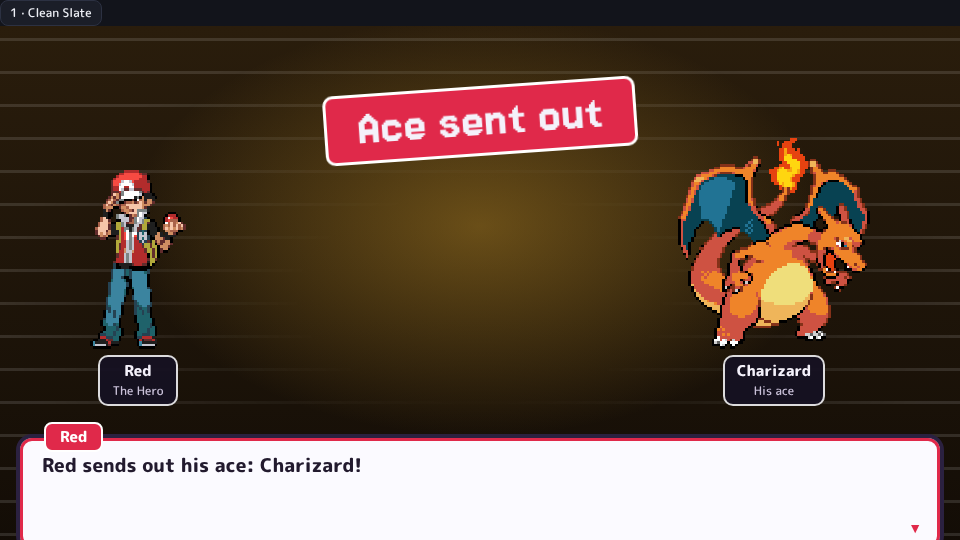 1 · Clean Slate
Ace sent out
Red
The Hero
Charizard
His ace
Red
Red sends out his ace: Charizard!